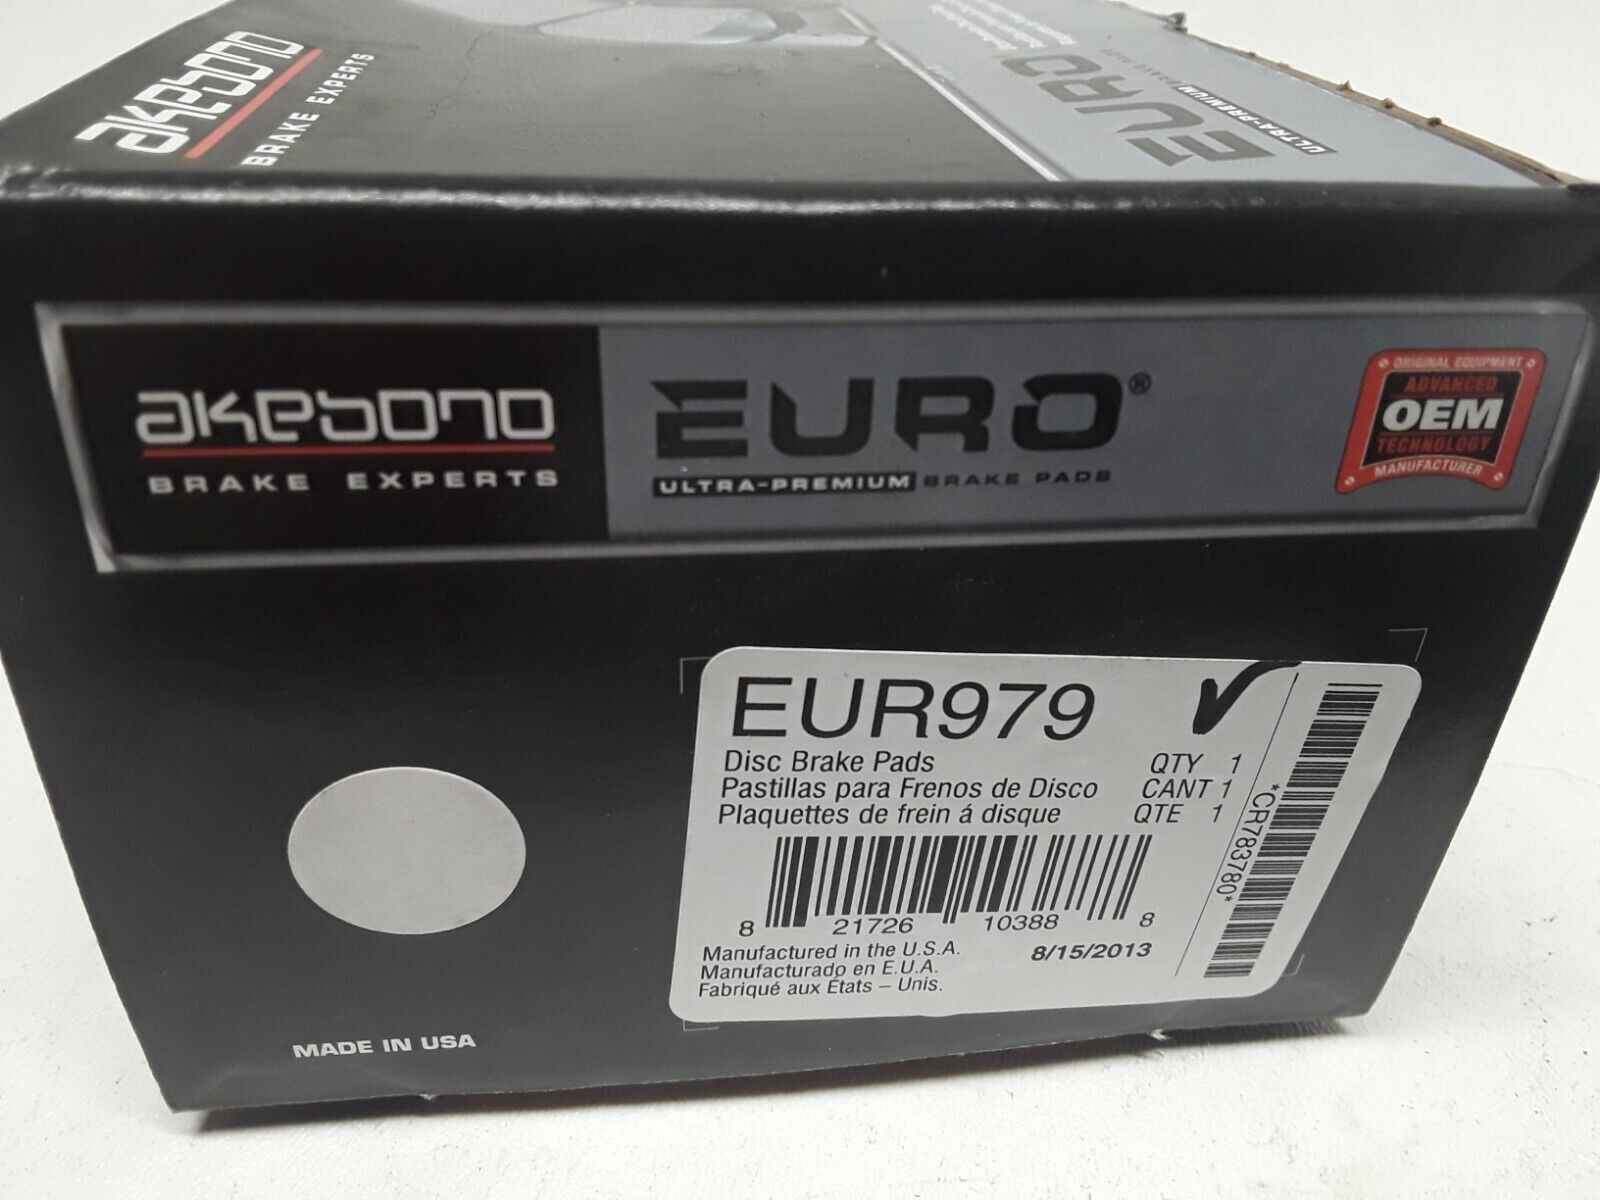 akebono
BRAKE EXPERTS
EURO
ULTRA-PREMIUM BRAKE PADS
akebono
BRAKE EXPERTS
EURO®
ULTRA-PREMIUM BRAKE PADS
ORIGINAL EQUIPMENT
ADVANCED
OEM
TECHNOLOGY
MANUFACTURER
EUR979
Disc Brake Pads QTY 1
Pastillas para Frenos de Disco CANT 1
Plaquettes de frein á disque QTE 1
8 21726 10388 8
Manufactured in the U.S.A. 8/15/2013
Manufacturado en E.U.A.
Fabriqué aux États – Unis.
*CR783780*
MADE IN USA